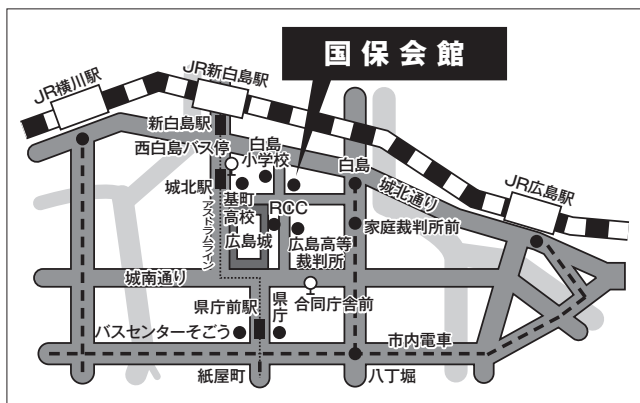 国保会館
JR横川駅
JR新白島駅
新白島駅
西白島バス停
白島
小学校
白島
城北通り
JR広島駅
城北駅
アストラムライン
基町
高校
RCC
広島城
広島高等
裁判所
家庭裁判所前
城南通り
県庁前駅
県庁
合同庁舎前
バスセンターそごう
市内電車
紙屋町
八丁堀